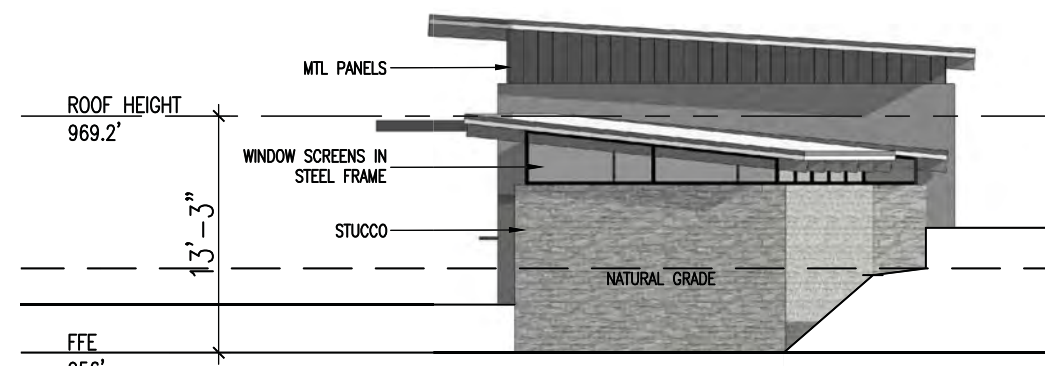 MTL PANELS
ROOF HEIGHT
969.2'
WINDOW SCREENS IN
STEEL FRAME
13'-3"
STUCCO
NATURAL GRADE
FFE